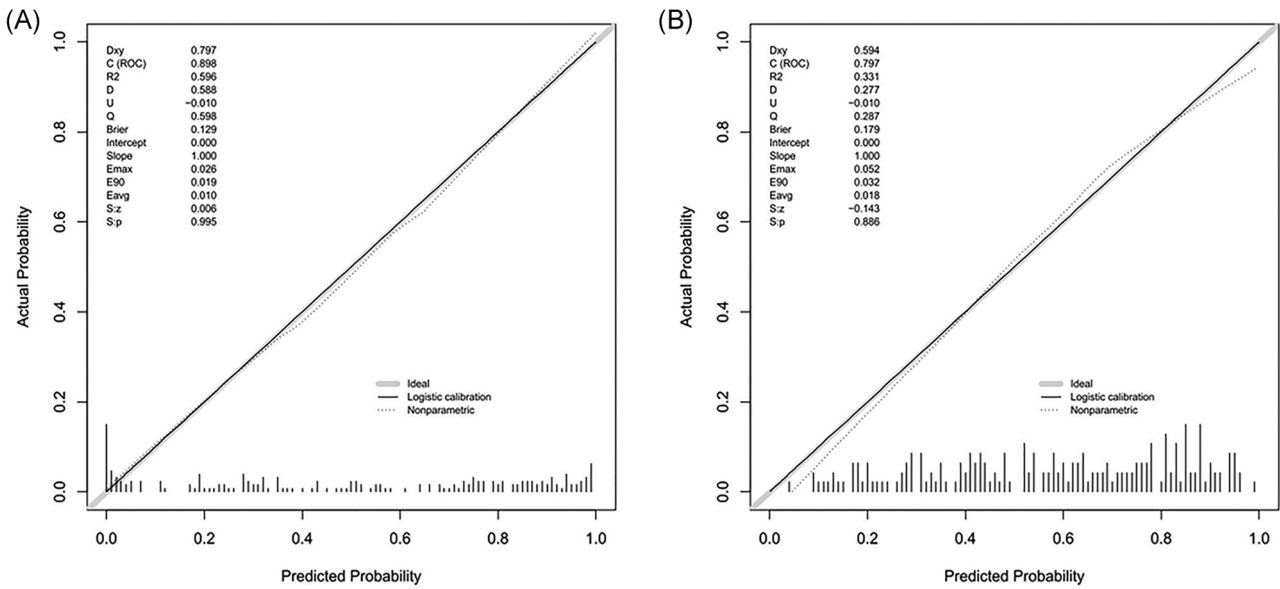 (A)
Dxy 0.797
C (ROC) 0.898
R2 0.596
D 0.588
U −0.010
Q 0.598
Brier 0.129
Intercept 0.000
Slope 1.000
Emax 0.026
E90 0.019
Eavg 0.010
S:z 0.006
S:p 0.995
Actual Probability
1.0
0.8
0.6
0.4
0.2
0.0
Ideal
Logistic calibration
Nonparametric
0.0 0.2 0.4 0.6 0.8 1.0
Predicted Probability
(B)
Dxy 0.594
C (ROC) 0.797
R2 0.331
D 0.277
U −0.010
Q 0.287
Brier 0.179
Intercept 0.000
Slope 1.000
Emax 0.052
E90 0.032
Eavg 0.018
S:z −0.143
S:p 0.886
Actual Probability
1.0
0.8
0.6
0.4
0.2
0.0
Ideal
Logistic calibration
Nonparametric
0.0 0.2 0.4 0.6 0.8 1.0
Predicted Probability